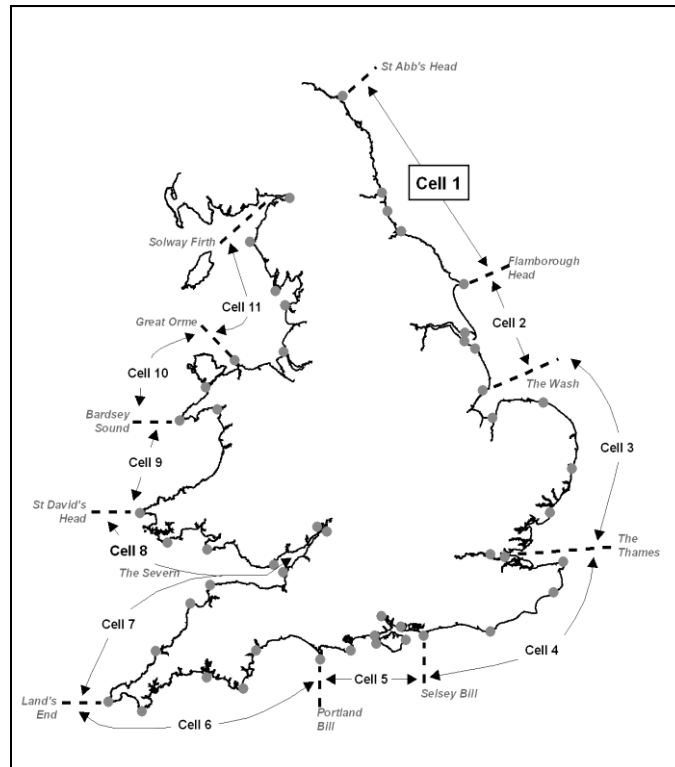 St Abb's Head
Cell 1
Solway Firth
Flamborough
Head
Cell 11
Great Orme
Cell 2
Cell 10
The Wash
Bardsey
Sound
Cell 3
Cell 9
St David's
Head
The
Thames
Cell 8
The Severn
Cell 7
Cell 4
Cell 5
Land's
End
Selsey Bill
Cell 6
Portland
Bill